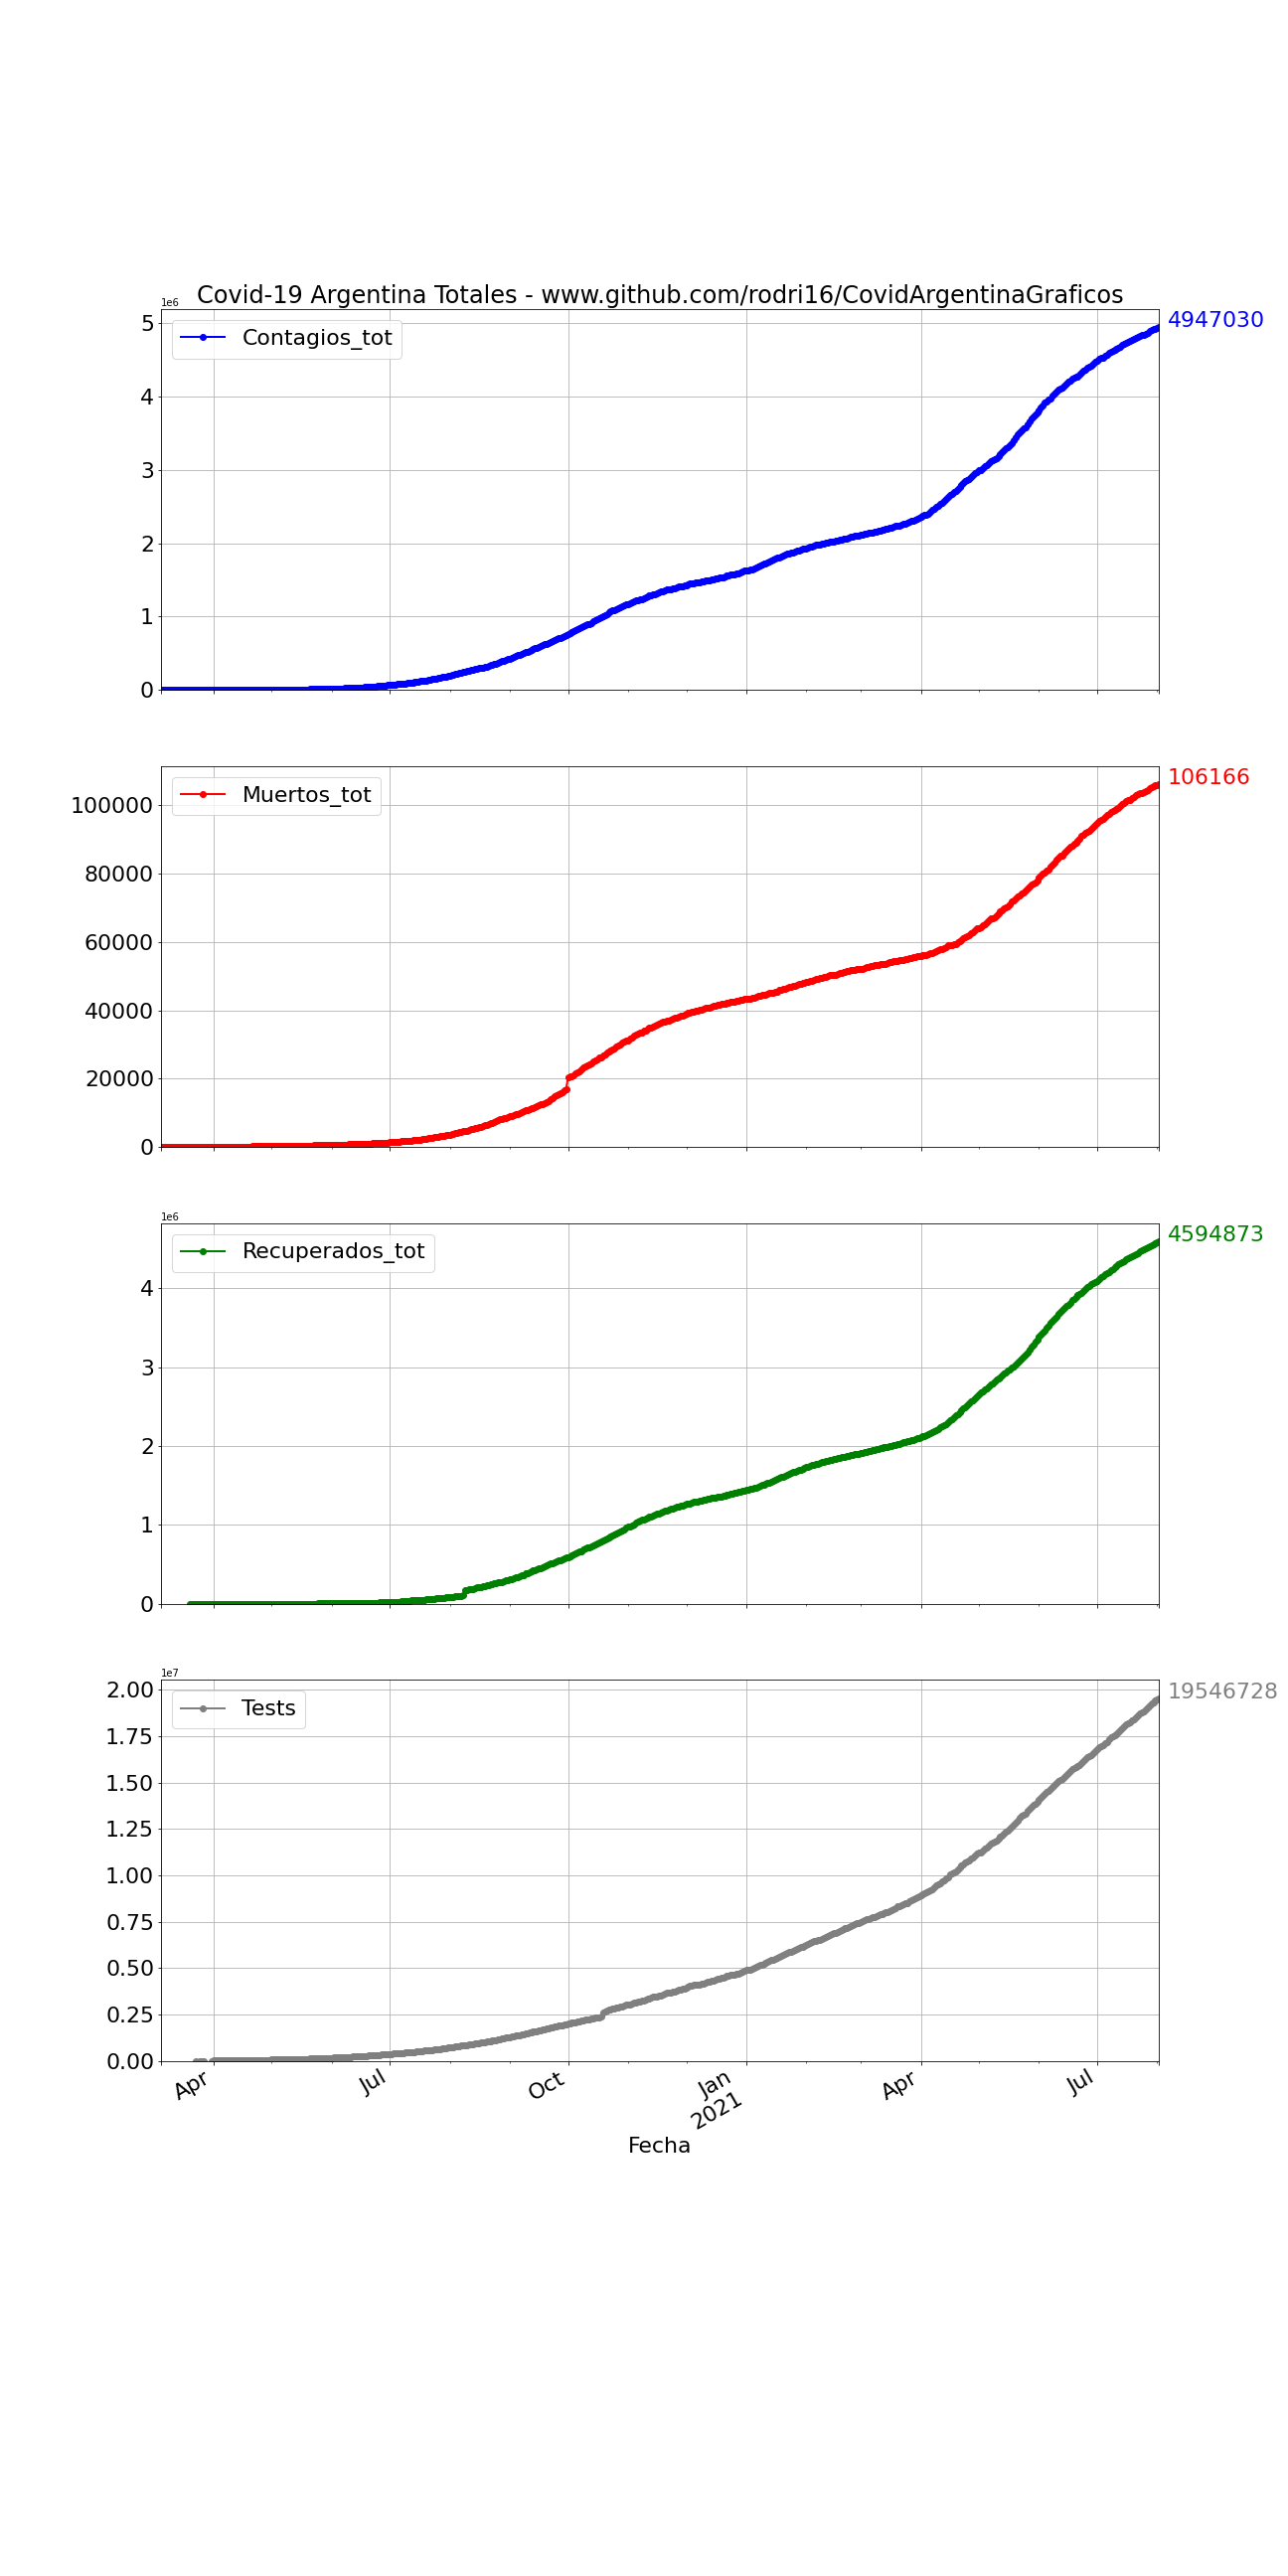 Covid-19 Argentina Totales - www.github.com/rodri16/CovidArgentinaGraficos
1e6
5
4
3
2
1
0
Contagios_tot
4947030
100000
80000
60000
40000
20000
0
Muertos_tot
106166
1e6
4
3
2
1
0
Recuperados_tot
4594873
1e7
2.00
1.75
1.50
1.25
1.00
0.75
0.50
0.25
0.00
Tests
19546728
Apr
Jul
Oct
Jan
2021
Apr
Jul
Fecha